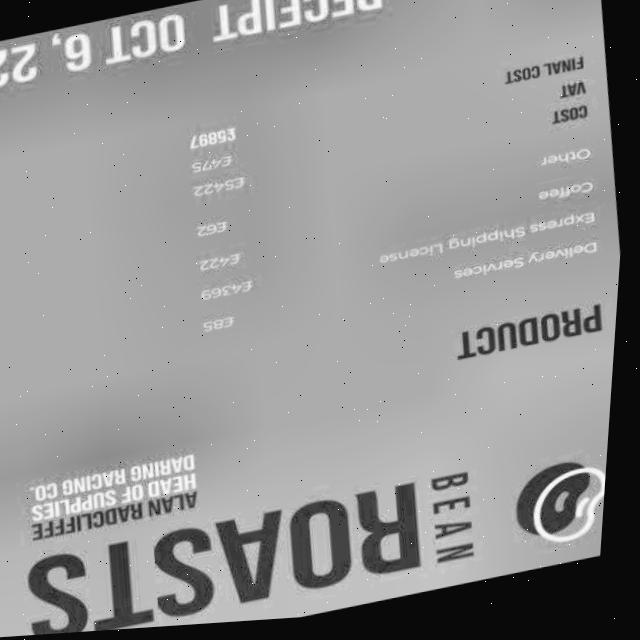 BEAN
ROASTS
ALAN RADCLIFFE
HEAD OF SUPPLIES
DARING RACING CO.
PRODUCT
Delivery Services £85
Express Shipping License £4369
Coffee £422
Other £62
COST £5422
VAT £475
FINAL COST £5897
RECEIPT OCT 6, 22